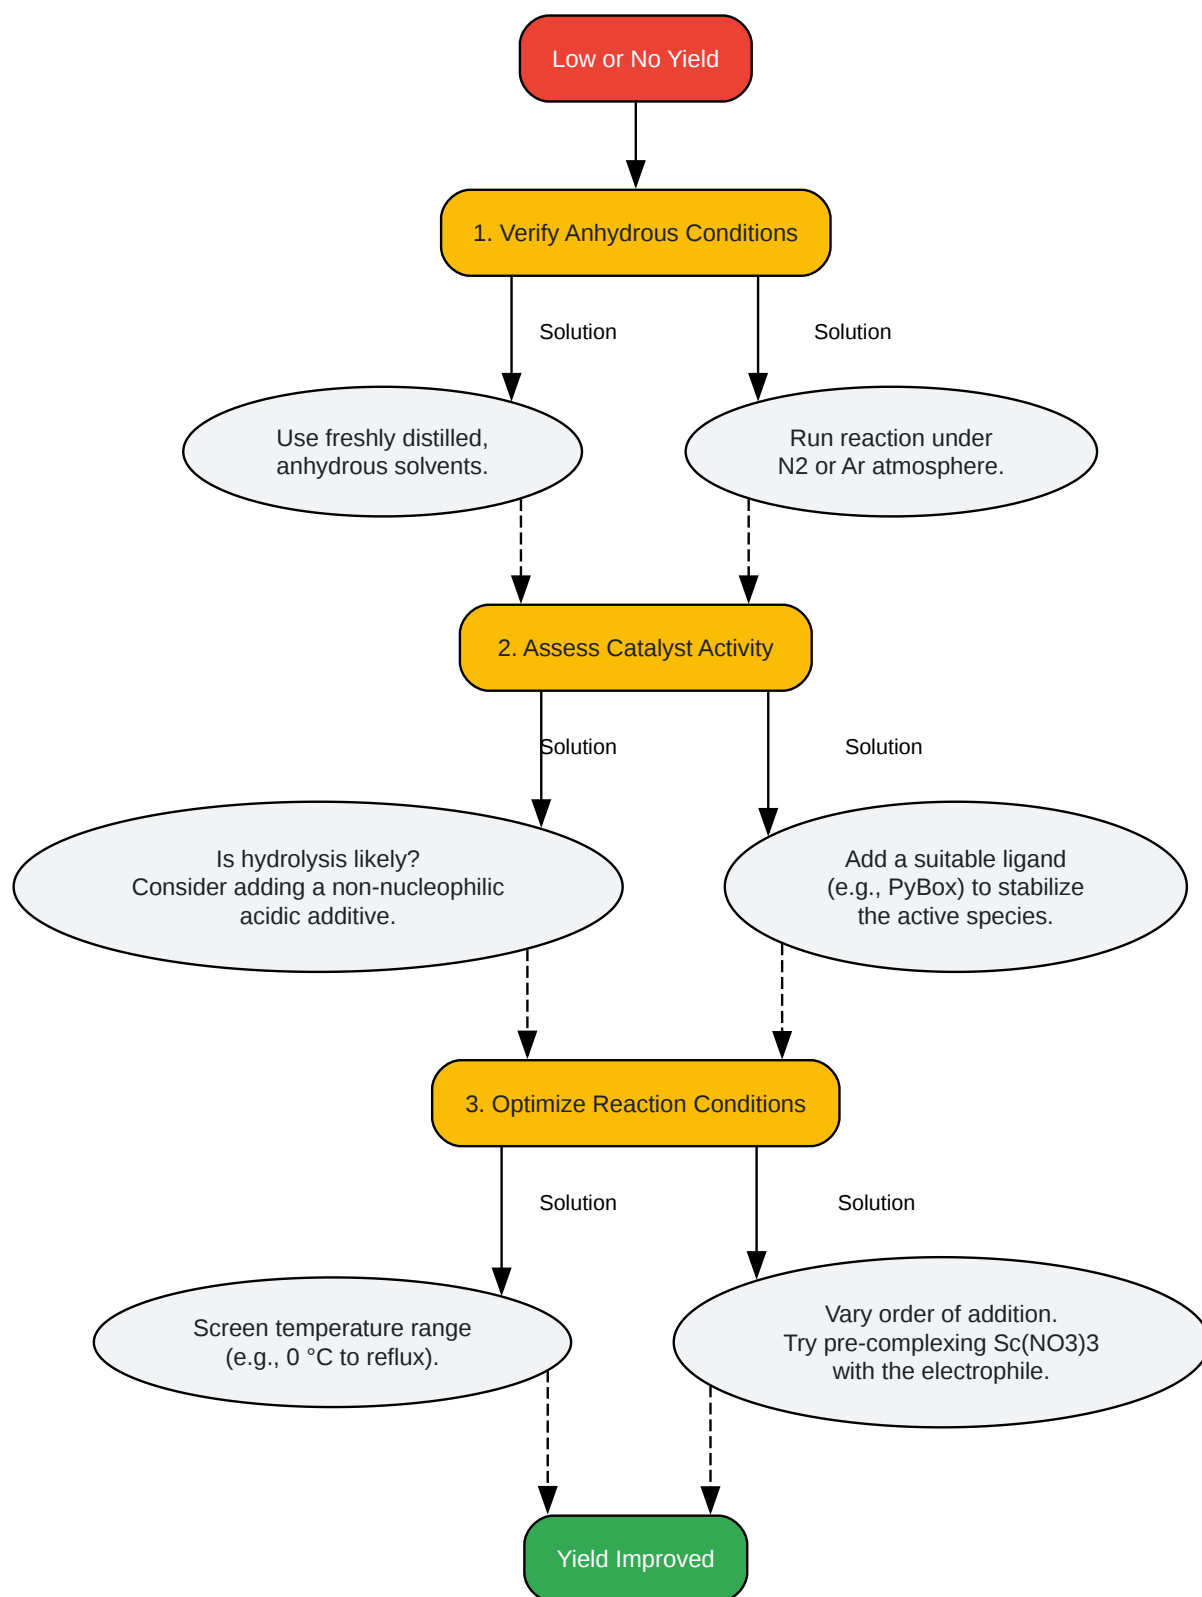 Low or No Yield
1. Verify Anhydrous Conditions
Solution
Solution
Use freshly distilled,
anhydrous solvents.
Run reaction under
N2 or Ar atmosphere.
2. Assess Catalyst Activity
Solution
Solution
Is hydrolysis likely?
Consider adding a non-nucleophilic
acidic additive.
Add a suitable ligand
(e.g., PyBox) to stabilize
the active species.
3. Optimize Reaction Conditions
Solution
Solution
Screen temperature range
(e.g., 0 °C to reflux).
Vary order of addition.
Try pre-complexing Sc(NO3)3
with the electrophile.
Yield Improved